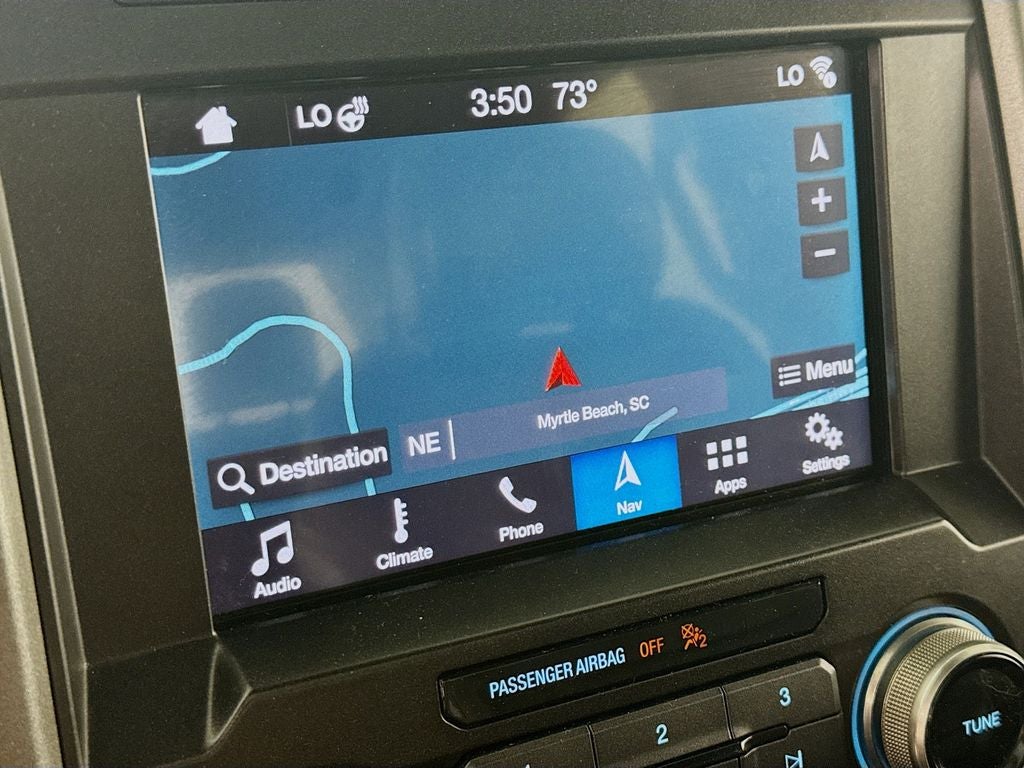 LO 3:50 73° LO
+
−
Menu
Myrtle Beach, SC
NE
Destination
Audio Climate Phone Nav Apps Settings
PASSENGER AIRBAG OFF 2
3
2
TUNE